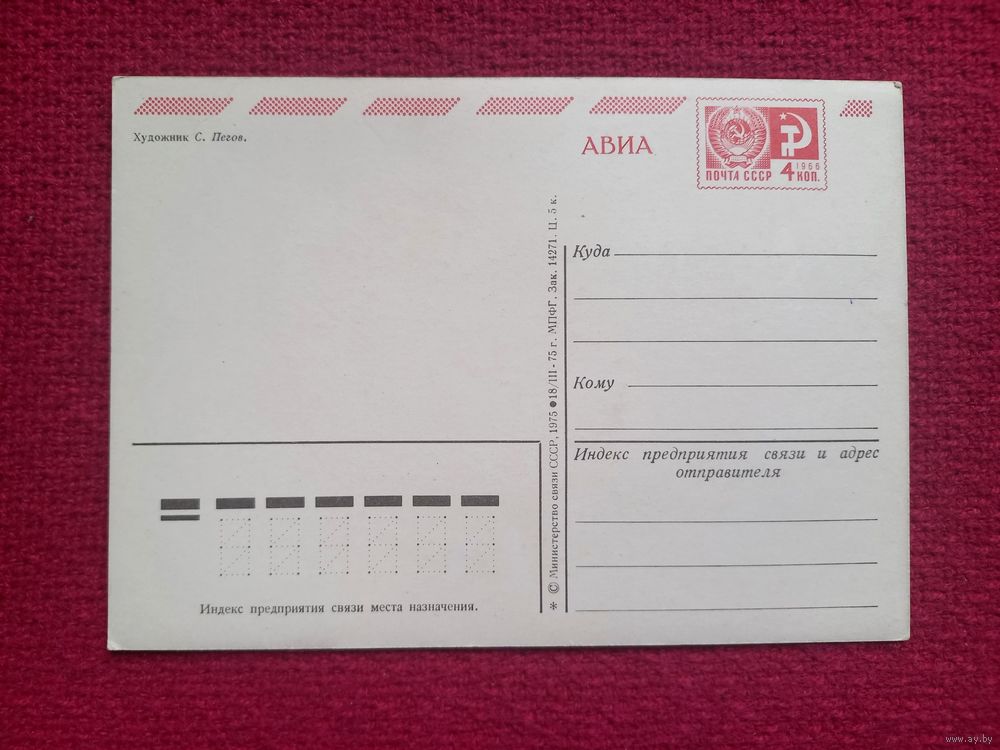 Художник С. Пегов.
АВИА
1966
ПОЧТА СССР 4 КОП.
Куда
Кому
Индекс предприятия связи и адрес
отправителя
* © Министерство связи СССР, 1975 ● 18/III - 75 г. МПФГ. Зак. 14271. Ц. 5 к.
Индекс предприятия связи места назначения.
www.ay.by